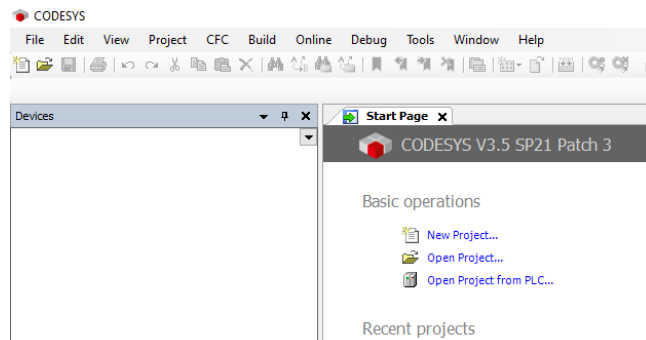 CODESYS
File Edit View Project CFC Build Online Debug Tools Window Help
Devices
Start Page
CODESYS V3.5 SP21 Patch 3
Basic operations
New Project...
Open Project...
Open Project from PLC...
Recent projects